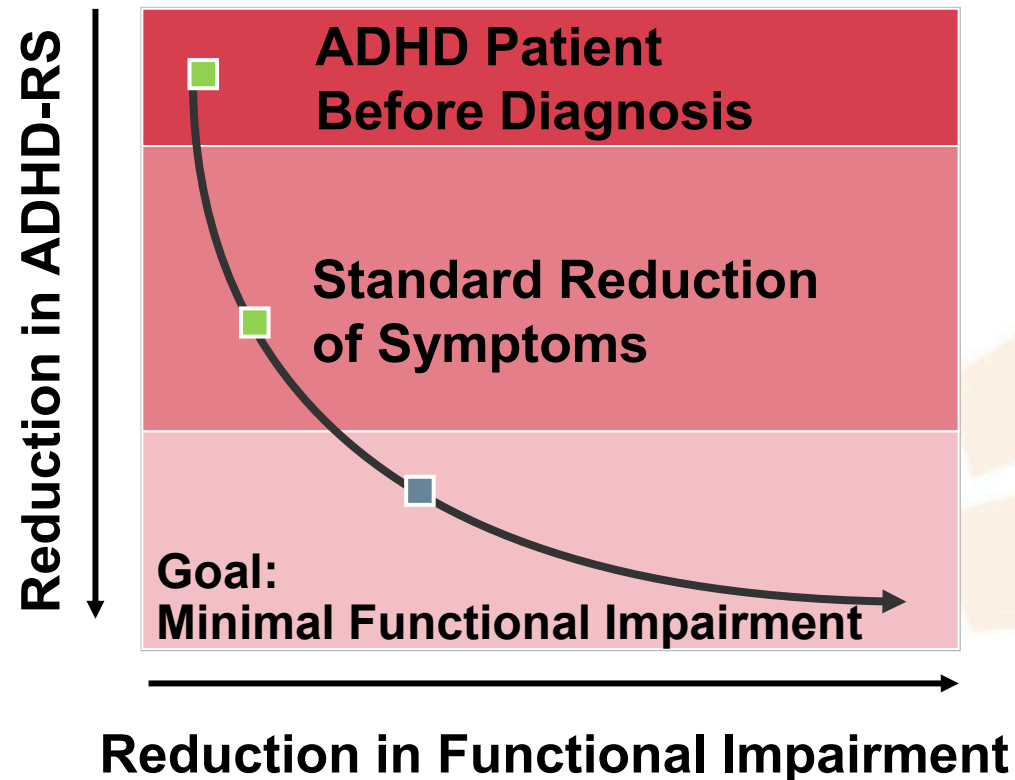 Reduction in ADHD-RS
ADHD Patient
Before Diagnosis
Standard Reduction
of Symptoms
Goal:
Minimal Functional Impairment
Reduction in Functional Impairment